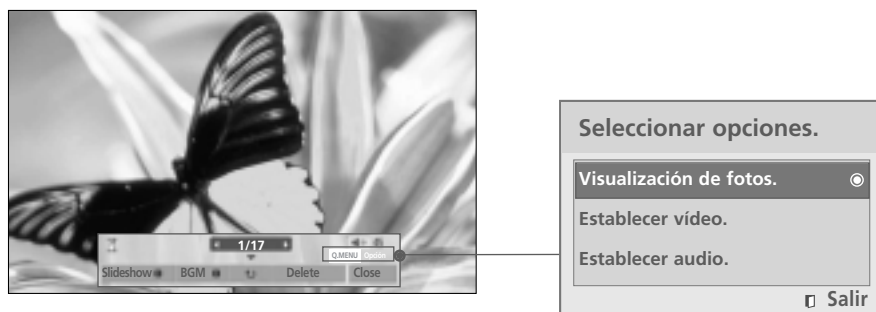 1/17
Q.MENU Opción
Slideshow BGM Delete Close
Seleccionar opciones.
Visualización de fotos.
Establecer vídeo.
Establecer audio.
Salir